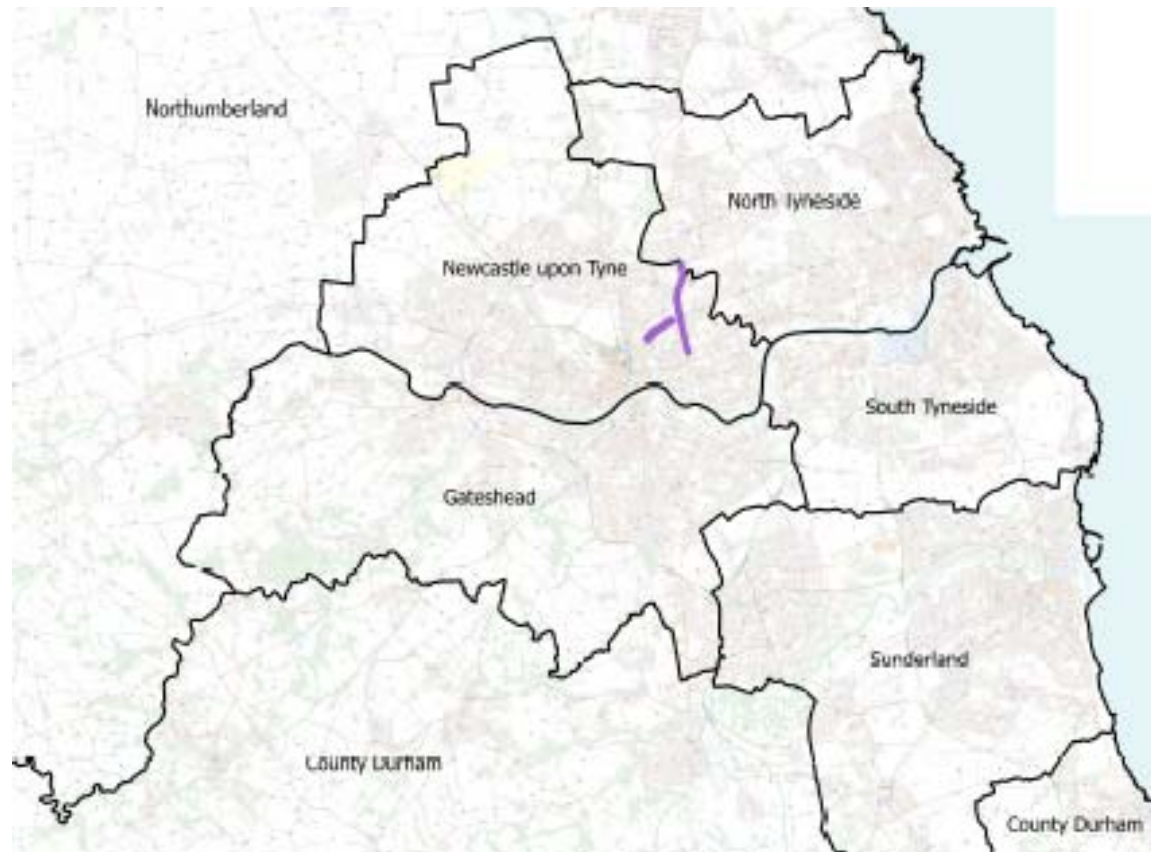 Northumberland
North Tyneside
Newcastle upon Tyne
South Tyneside
Gateshead
Sunderland
County Durham
County Durham